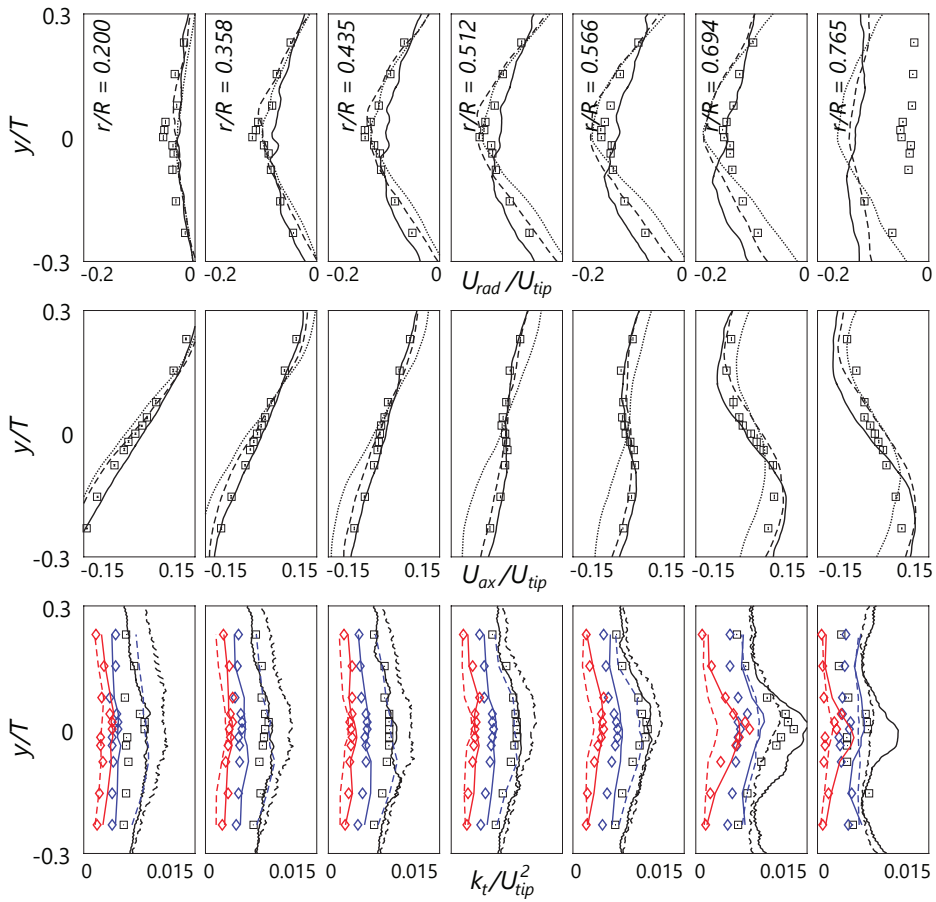 0.3
y/T
0
-0.3
r/R = 0.200
r/R = 0.358
r/R = 0.435
r/R = 0.512
r/R = 0.566
r/R = 0.694
r/R = 0.765
-0.2 0 -0.2 0 -0.2 0
U_rad/U_tip
0 -0.2 0 0 -0.2 0
0.3
y/T
0
-0.3
-0.15 0.15 -0.15 0.15 -0.15 0.15
U_ax/U_tip
0.15 -0.15 0.15 0.15 -0.15 0.15
0.3
y/T
0
-0.3
0 0.015 0 0.015 0 0.015
k_t/U²_tip
0.015 0 0.015 0 0.015 0 0.015